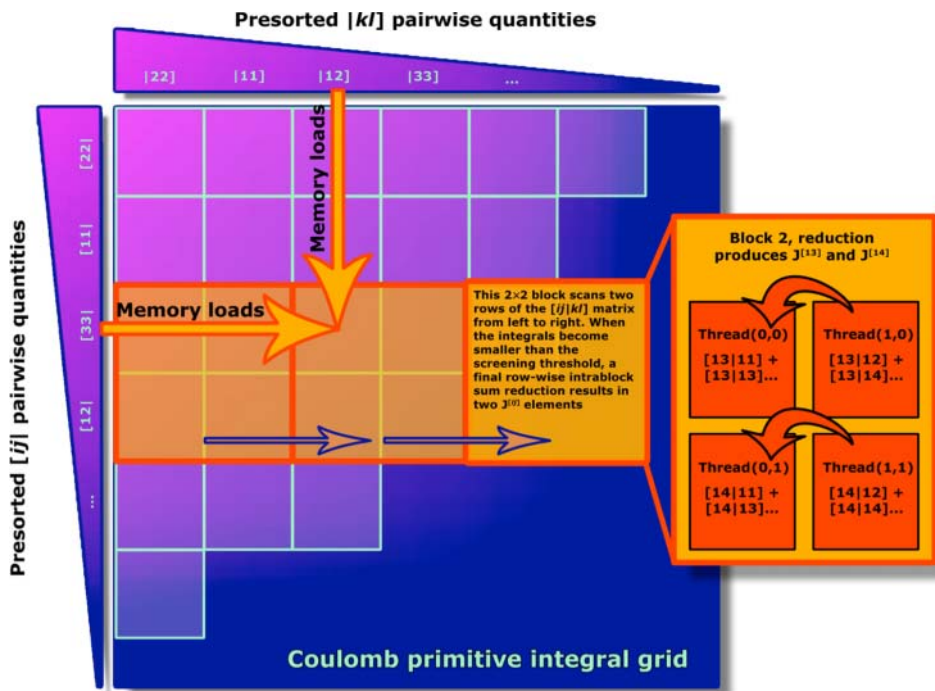 Presorted |kl] pairwise quantities
|22]
|11]
|12]
|33]
...
Presorted [ij| pairwise quantities
[22|
[11|
[33|
[12|
...
Memory loads
Memory loads
This 2×2 block scans two
rows of the [ij|kl] matrix
from left to right. When
the integrals become
smaller than the
screening threshold, a
final row-wise intrablock
sum reduction results in
two J[ij] elements
Block 2, reduction
produces J[13] and J[14]
Thread(0,0)
[13|11] +
[13|13]...
Thread(1,0)
[13|12] +
[13|14]...
Thread(0,1)
[14|11] +
[14|13]...
Thread(1,1)
[14|12] +
[14|14]...
Coulomb primitive integral grid